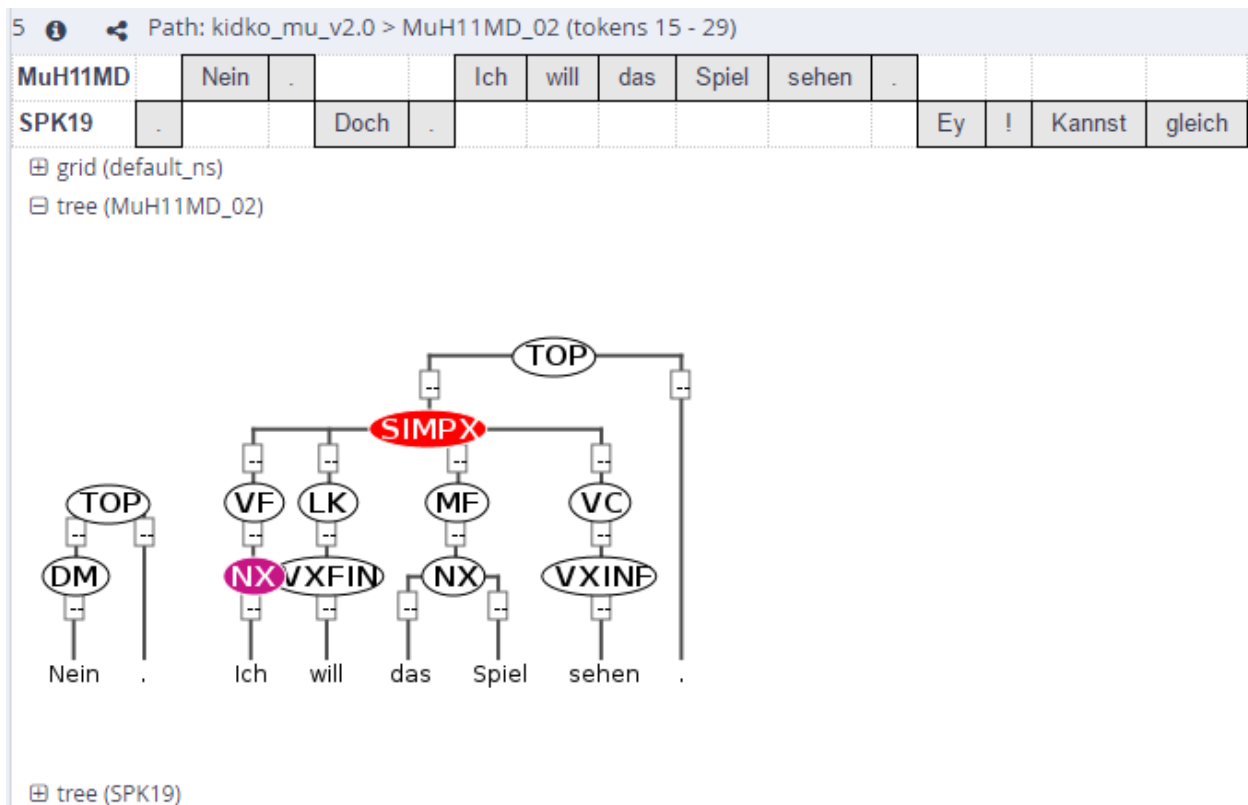 5 Path: kidko_mu_v2.0 > MuH11MD_02 (tokens 15 - 29)
MuH11MD Nein . Ich will das Spiel sehen .
SPK19 . Doch . Ey ! Kannst gleich
grid (default_ns)
tree (MuH11MD_02)
TOP
-- --
SIMPX
-- -- -- --
TOP VF LK MF VC
-- -- -- -- -- --
DM NX VXFIN NX VXINF
-- -- -- -- -- --
Nein . Ich will das Spiel sehen .
tree (SPK19)